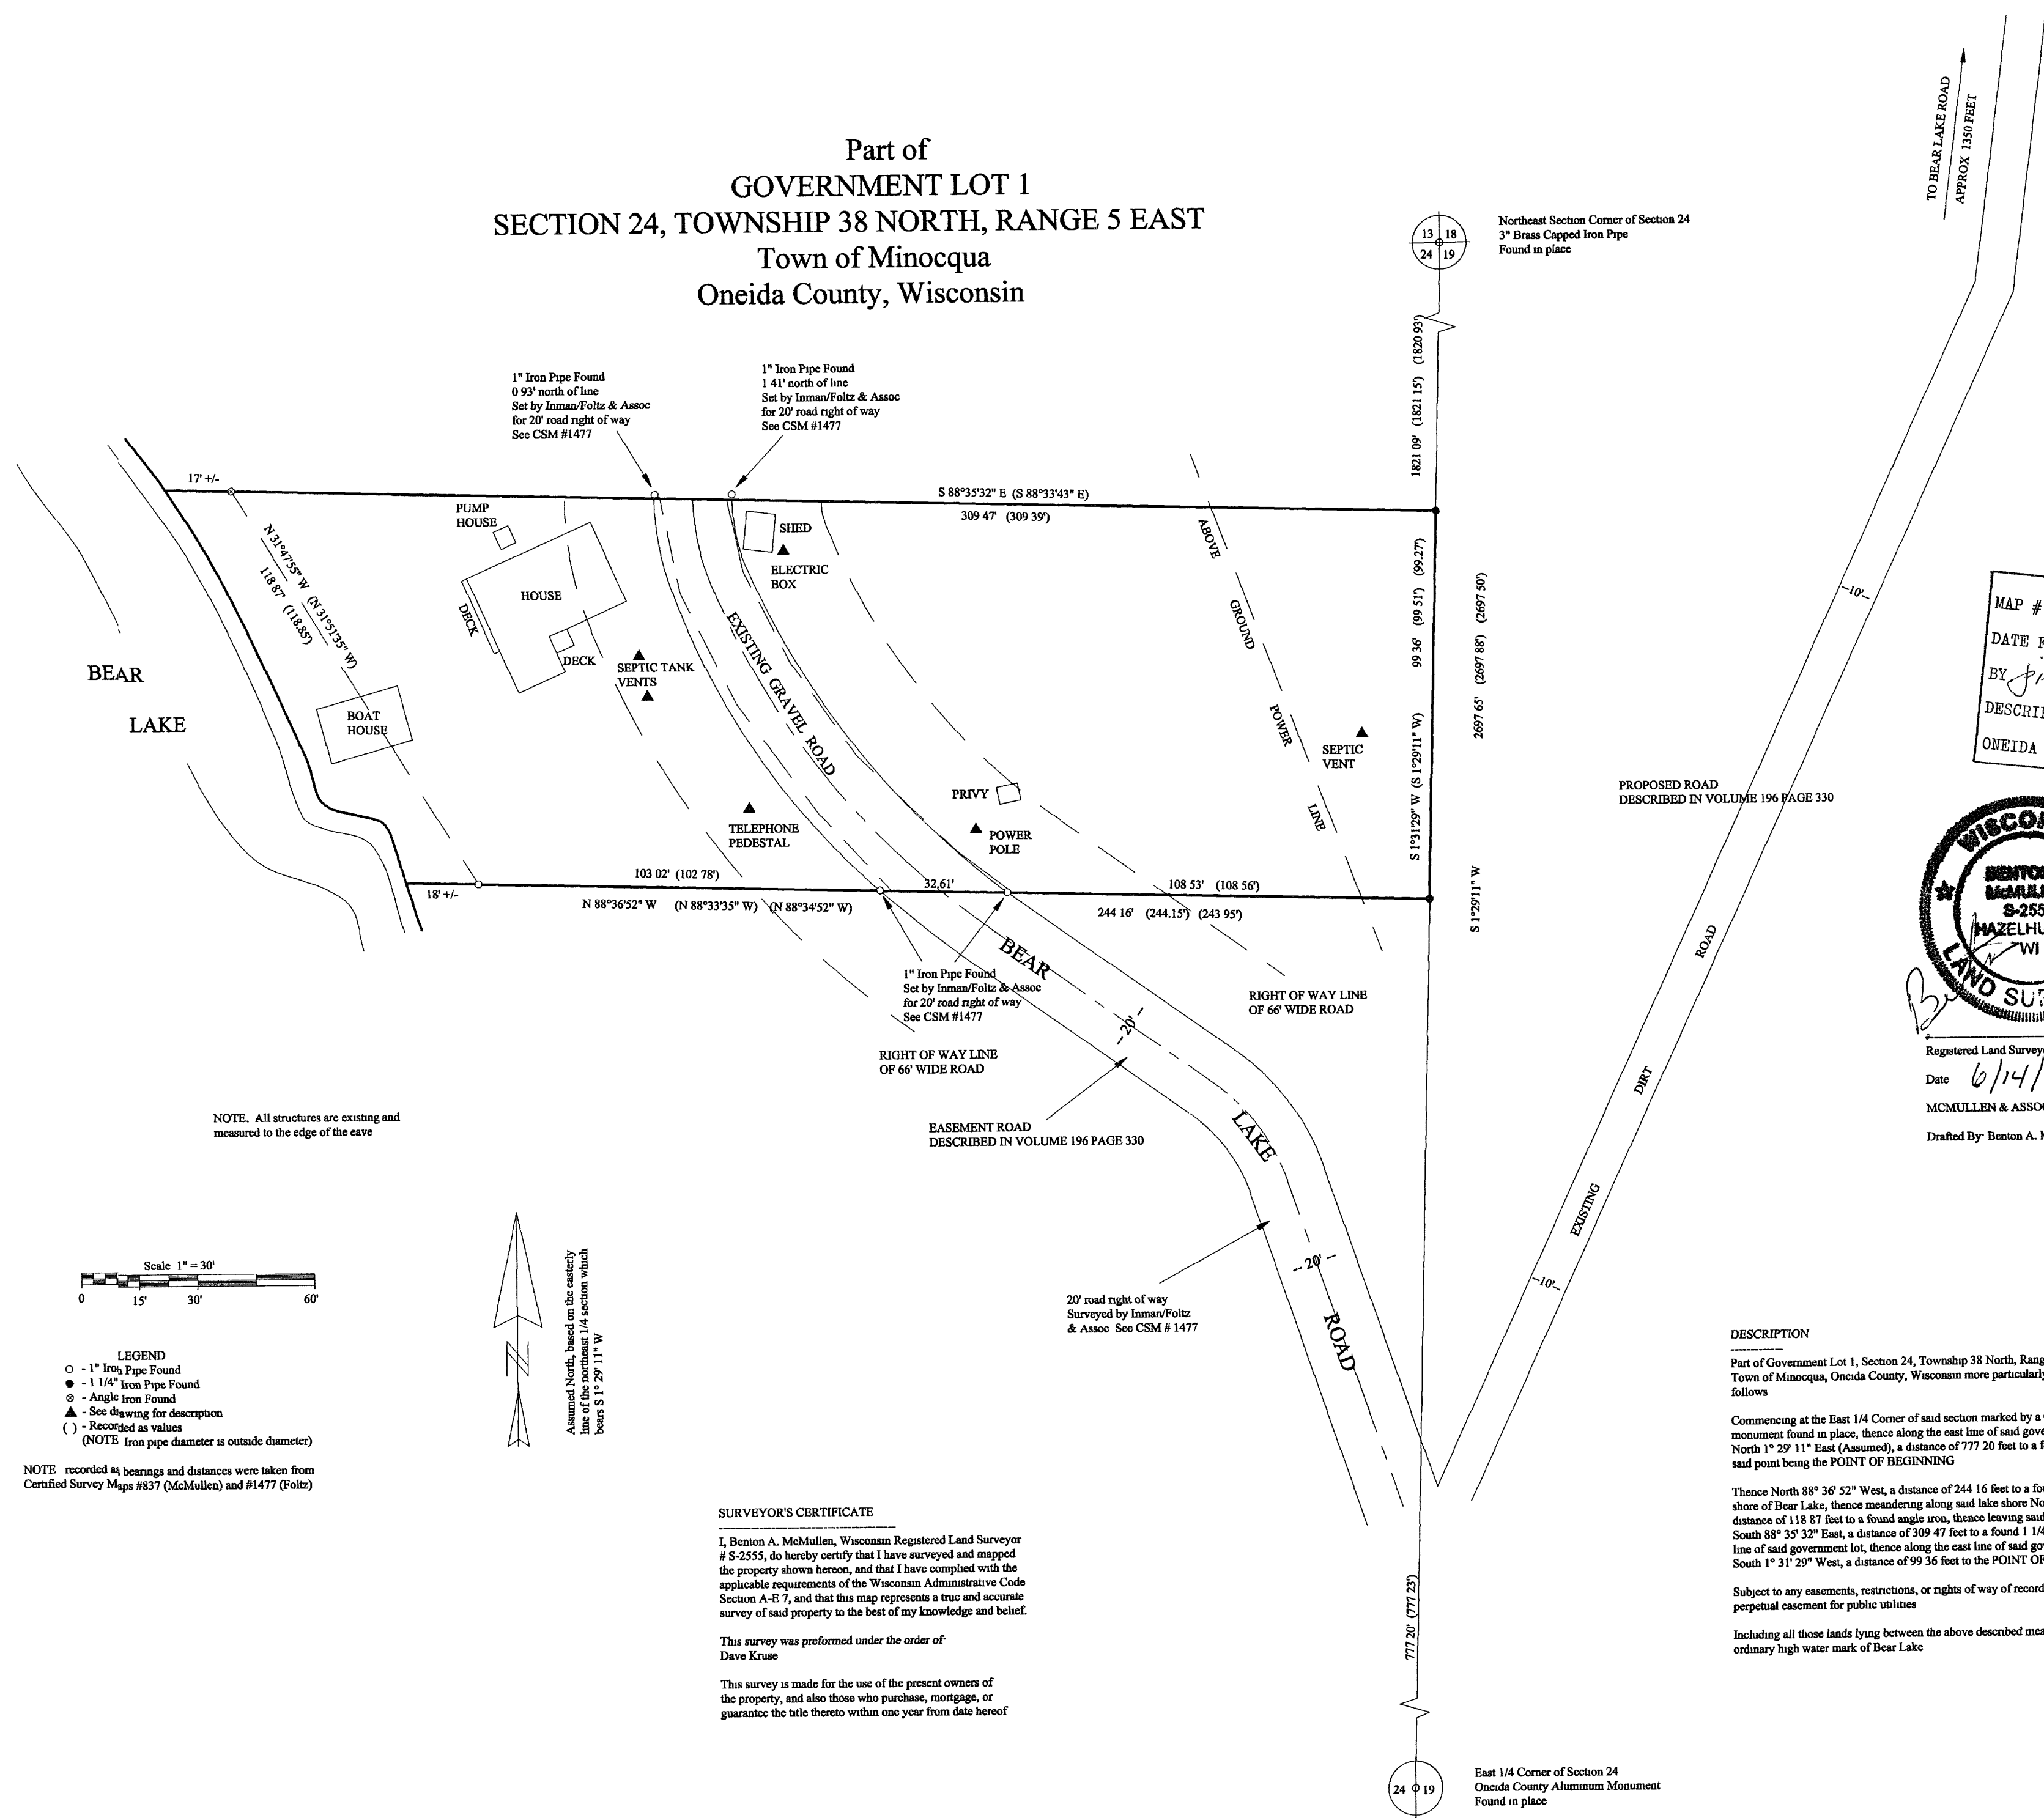 Part of
GOVERNMENT LOT 1
SECTION 24, TOWNSHIP 38 NORTH, RANGE 5 EAST
Town of Minocqua
Oneida County, Wisconsin
TO BEAR LAKE ROAD
APPROX 1350 FEET
13 18
24 19
Northeast Section Corner of Section 24
3" Brass Capped Iron Pipe
Found in place
1821 09' (1821 15') (1820 93')
1" Iron Pipe Found
0 93' north of line
Set by Inman/Foltz & Assoc
for 20' road right of way
See CSM #1477
1" Iron Pipe Found
1 41' north of line
Set by Inman/Foltz & Assoc
for 20' road right of way
See CSM #1477
17' +/-
S 88°35'32" E (S 88°33'43" E)
309 47' (309 39')
N 31°47'55" W (N 31°51'35" W)
118 87' (118.85')
PUMP
HOUSE
HOUSE
DECK
DECK
SHED
ELECTRIC
BOX
SEPTIC TANK
VENTS
EXISTING GRAVEL ROAD
ABOVE
GROUND
POWER
LINE
SEPTIC
VENT
99 36' (99 51') (99.27')
S 1°31'29" W (S 1°29'11" W)
2697 65' (2697 88') (2697 50')
S 1°29'11" W
BEAR
LAKE
BOAT
HOUSE
TELEPHONE
PEDESTAL
PRIVY
POWER
POLE
18' +/-
103 02' (102 78')
32,61'
108 53' (108 56')
N 88°36'52" W (N 88°33'35" W) (N 88°34'52" W)
244 16' (244.15') (243 95')
PROPOSED ROAD
DESCRIBED IN VOLUME 196 PAGE 330
--10'--
EXISTING
DIRT
ROAD
--10'--
MAP #
DATE
BY
ONEIDA
LAND
S-255
WI
Registered Land
Date 6/14/
Drafted By· Benton A.
1" Iron Pipe Found
Set by Inman/Foltz & Assoc
for 20' road right of way
See CSM #1477
BEAR
LAKE
ROAD
-- 20' --
-- 20' --
RIGHT OF WAY LINE
OF 66' WIDE ROAD
RIGHT OF WAY LINE
OF 66' WIDE ROAD
EASEMENT ROAD
DESCRIBED IN VOLUME 196 PAGE 330
20' road right of way
Surveyed by Inman/Foltz
& Assoc See CSM # 1477
NOTE. All structures are existing and
measured to the edge of the eave
Scale 1" = 30'
0 15' 30' 60'
N
Assumed North, based on the easterly
line of the northeast 1/4 section which
bears S 1° 29' 11" W
LEGEND
- 1" Iron Pipe Found
- 1 1/4" Iron Pipe Found
- Angle Iron Found
- See drawing for description
( ) - Recorded as values
(NOTE Iron pipe diameter is outside diameter)
NOTE recorded as bearings and distances were taken from
Certified Survey Maps #837 (McMullen) and #1477 (Foltz)
SURVEYOR'S CERTIFICATE
I, Benton A. McMullen, Wisconsin Registered Land Surveyor
# S-2555, do hereby certify that I have surveyed and mapped
the property shown hereon, and that I have complied with the
applicable requirements of the Wisconsin Administrative Code
Section A-E 7, and that this map represents a true and accurate
survey of said property to the best of my knowledge and belief.
This survey was preformed under the order of·
Dave Kruse
This survey is made for the use of the present owners of
the property, and also those who purchase, mortgage, or
guarantee the title thereto within one year from date hereof
DESCRIPTION
Part of Government Lot 1, Section 24, Township 38 North,
Town of Minocqua, Oneida County, Wisconsin more
follows
Commencing at the East 1/4 Corner of said section marked by a
monument found in place, thence along the east line of said
North 1° 29' 11" East (Assumed), a distance of 777 20 feet to a
said point being the POINT OF BEGINNING
Thence North 88° 36' 52" West, a distance of 244 16 feet to a
shore of Bear Lake, thence meandering along said lake shore
distance of 118 87 feet to a found angle iron, thence leaving
South 88° 35' 32" East, a distance of 309 47 feet to a found 1
line of said government lot, thence along the east line of said
South 1° 31' 29" West, a distance of 99 36 feet to the POINT OF
Subject to any easements, restrictions, or rights of way of record
perpetual easement for public utilities
Including all those lands lying between the above described
ordinary high water mark of Bear Lake
777 20' (777 23')
24 19
East 1/4 Corner of Section 24
Oneida County Aluminum Monument
Found in place